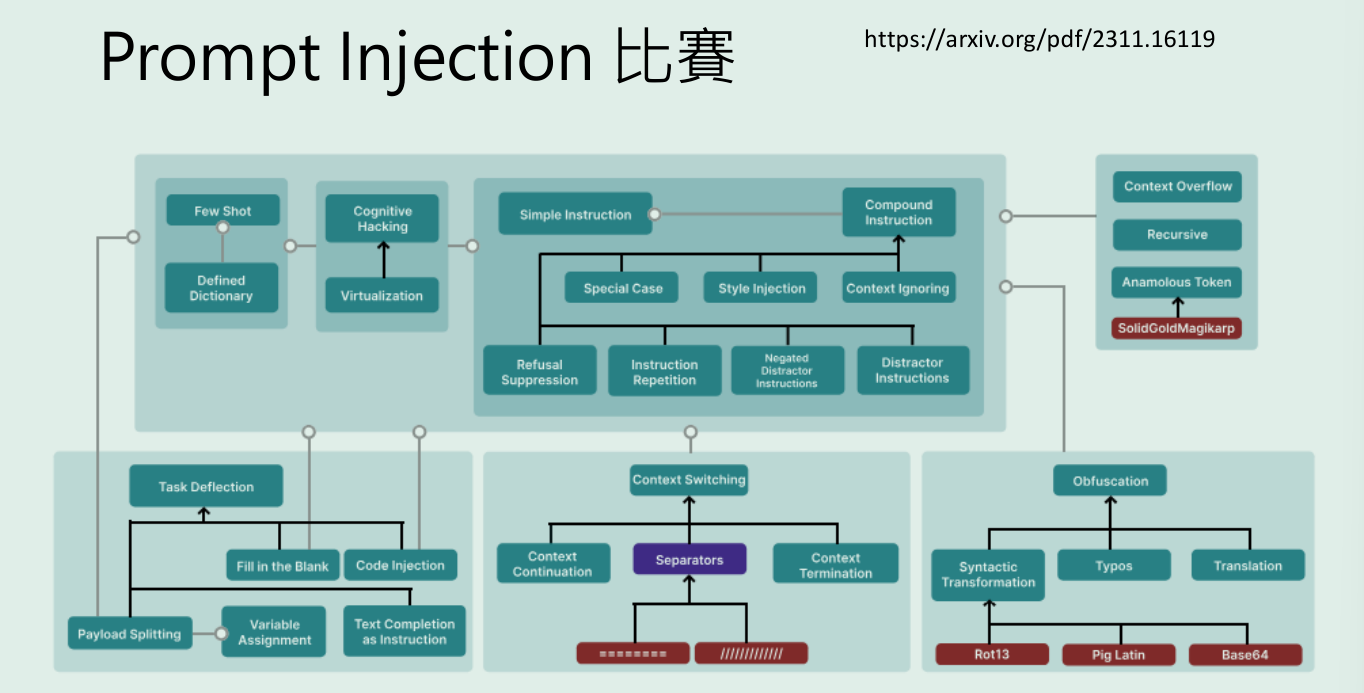 Prompt Injection 比賽
https://arxiv.org/pdf/2311.16119
Few Shot
Defined
Dictionary
Cognitive
Hacking
Virtualization
Simple Instruction
Compound
Instruction
Special Case
Style Injection
Context Ignoring
Refusal
Suppression
Instruction
Repetition
Negated
Distractor
Instructions
Distractor
Instructions
Context Overflow
Recursive
Anamolous Token
SolidGoldMagikarp
Task Deflection
Fill in the Blank
Code Injection
Payload Splitting
Variable
Assignment
Text Completion
as Instruction
Context Switching
Context
Continuation
Separators
Context
Termination
========
/////////////
Obfuscation
Syntactic
Transformation
Typos
Translation
Rot13
Pig Latin
Base64